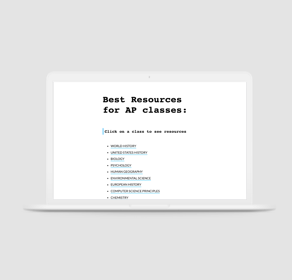 Best Resources
for AP classes:
Click on a class to see resources
WORLD HISTORY
UNITED STATES HISTORY
BIOLOGY
PSYCHOLOGY
HUMAN GEOGRAPHY
ENVIRONMENTAL SCIENCE
EUROPEAN HISTORY
COMPUTER SCIENCE PRINCIPLES
CHEMISTRY